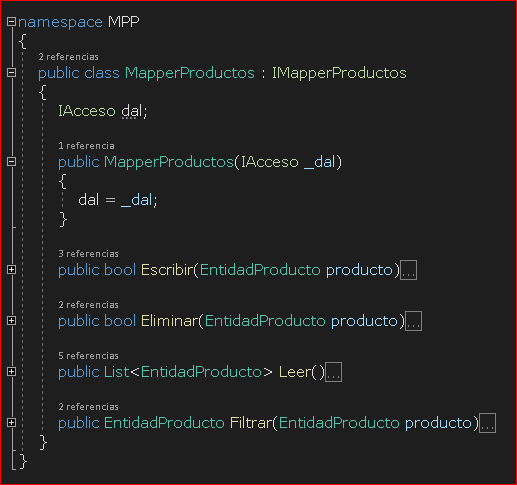 namespace MPP
{
2 referencias
public class MapperProductos : IMapperProductos
{
IAcceso dal;
1 referencia
public MapperProductos(IAcceso _dal)
{
dal = _dal;
}
3 referencias
public bool Escribir(EntidadProducto producto)...
2 referencias
public bool Eliminar(EntidadProducto producto)...
5 referencias
public List<EntidadProducto> Leer()...
2 referencias
public EntidadProducto Filtrar(EntidadProducto producto)...
}
}